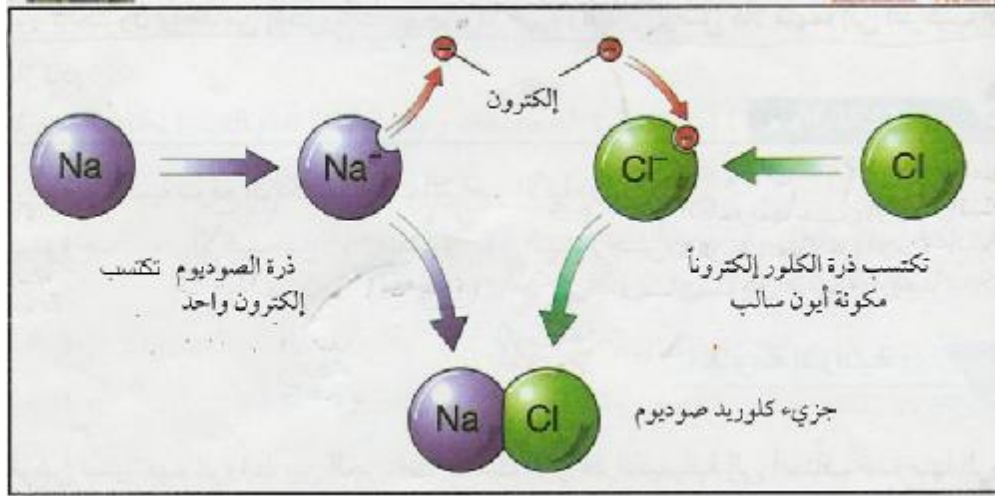 إلكترون
Na
Na⁻
Cl⁻
Cl
ذرة الصوديوم تكتسب
إلكترون واحد
تكتسب ذرة الكلور إلكتروناً
مكونة أيون سالب
Na Cl
جزيء كلوريد صوديوم